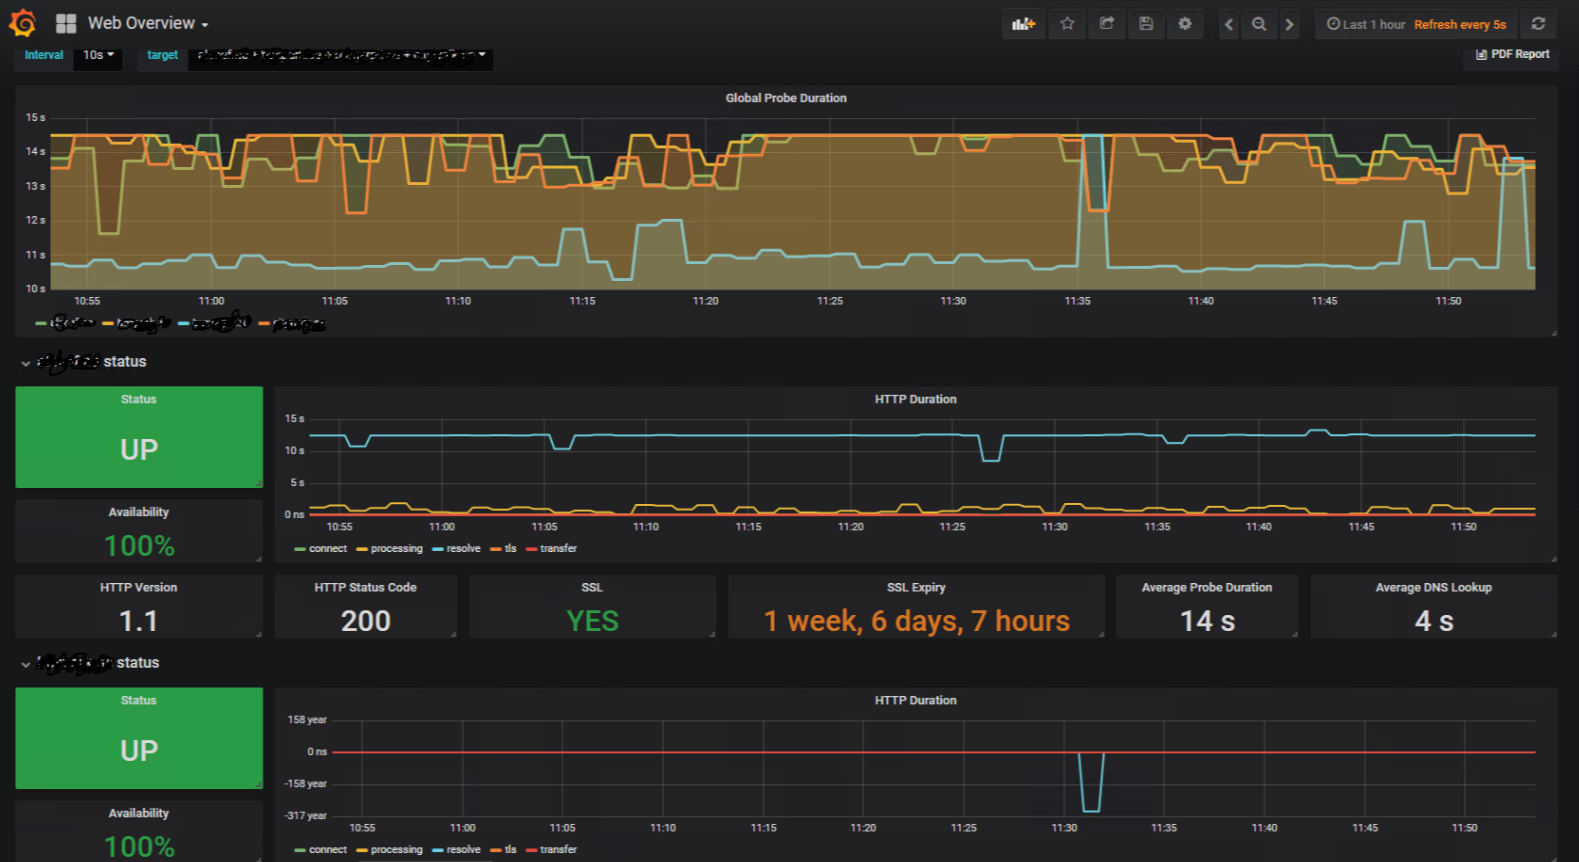 Web Overview
Last 1 hour Refresh every 5s
Interval 10s target
PDF Report
Global Probe Duration
15 s
14 s
13 s
12 s
11 s
10 s
10:55 11:00 11:05 11:10 11:15 11:20 11:25 11:30 11:35 11:40 11:45 11:50
status
Status
UP
Availability
100%
HTTP Duration
15 s
10 s
5 s
0 ns
10:55 11:00 11:05 11:10 11:15 11:20 11:25 11:30 11:35 11:40 11:45 11:50
connect processing resolve tls transfer
HTTP Version
1.1
HTTP Status Code
200
SSL
YES
SSL Expiry
1 week, 6 days, 7 hours
Average Probe Duration
14 s
Average DNS Lookup
4 s
status
Status
UP
Availability
100%
HTTP Duration
158 year
0 ns
-158 year
-317 year
10:55 11:00 11:05 11:10 11:15 11:20 11:25 11:30 11:35 11:40 11:45 11:50
connect processing resolve tls transfer